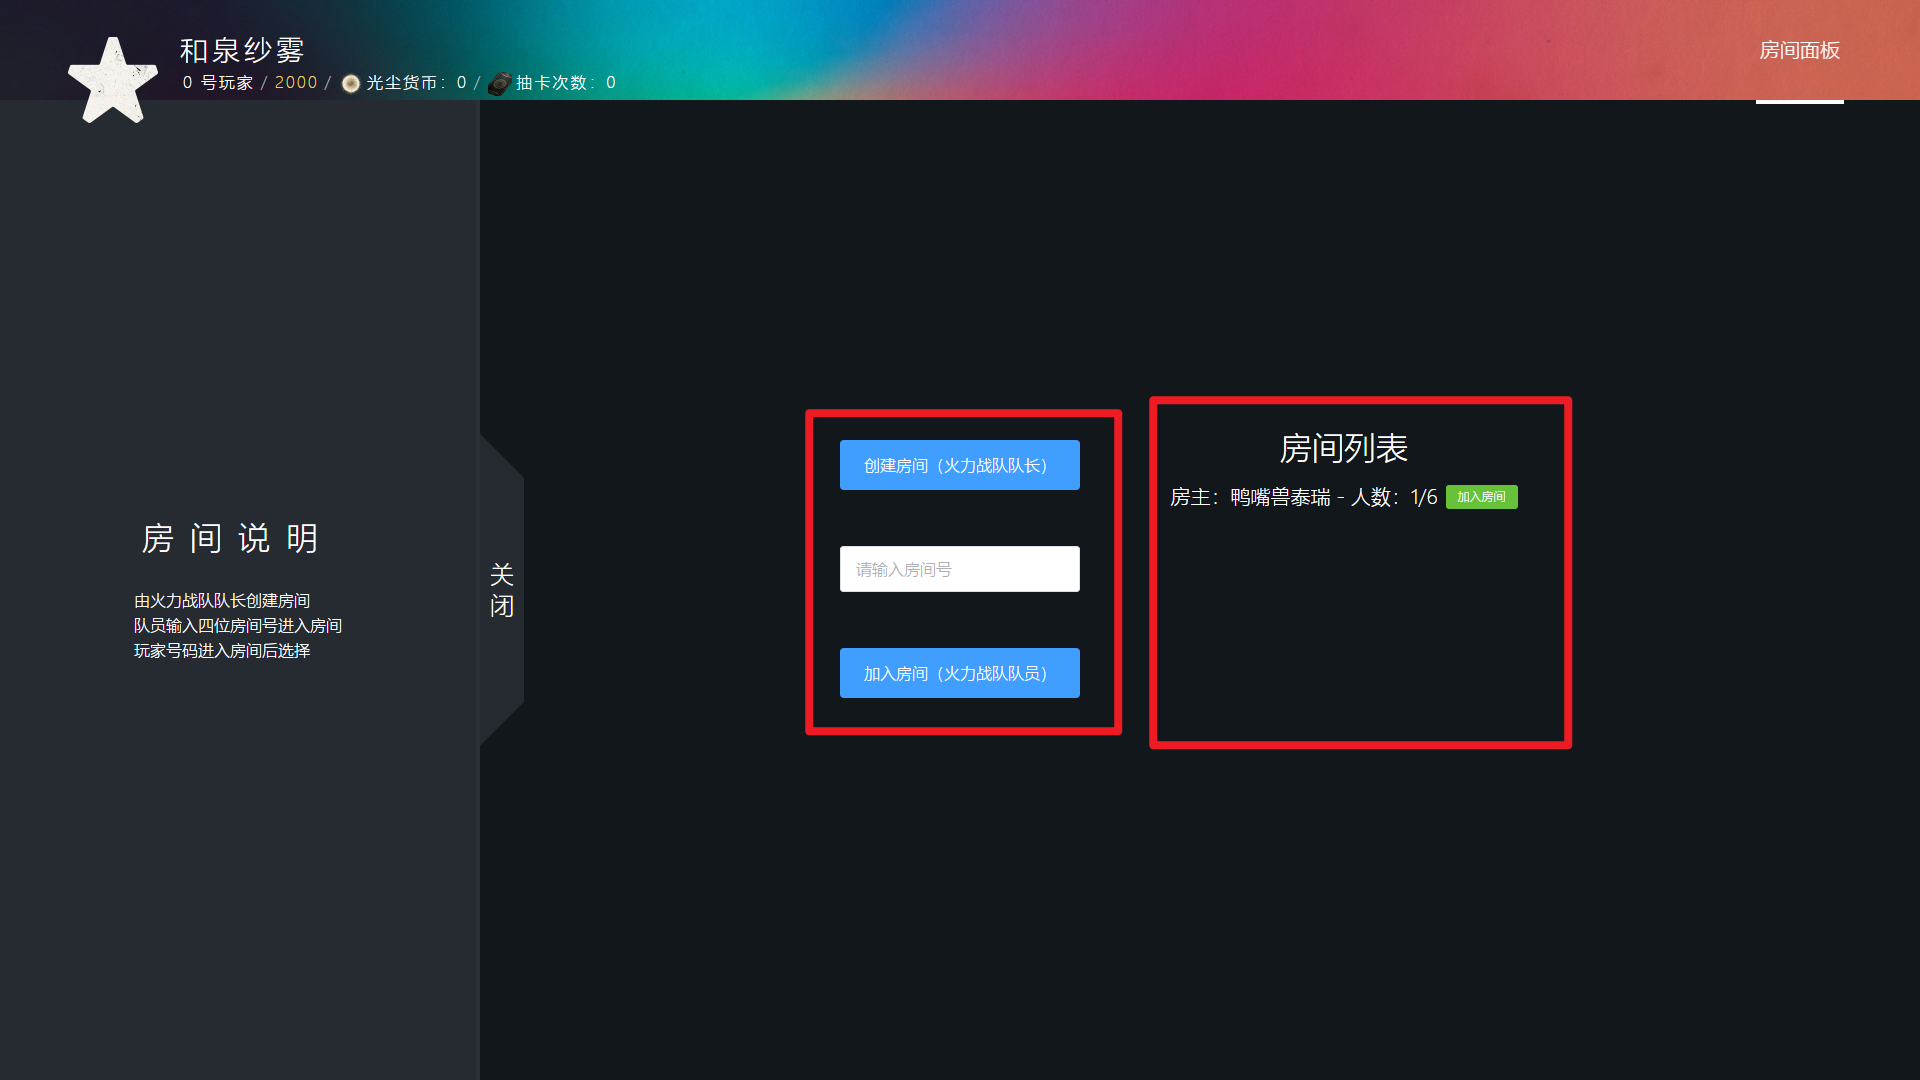 和泉纱雾
0 号玩家 / 2000 / 光尘货币：0 / 抽卡次数：0
房间面板
房间说明
由火力战队队长创建房间
队员输入四位房间号进入房间
玩家号码进入房间后选择
关闭
创建房间（火力战队队长）
请输入房间号
加入房间（火力战队队员）
房间列表
房主：鸭嘴兽泰瑞 - 人数：1/6 加入房间